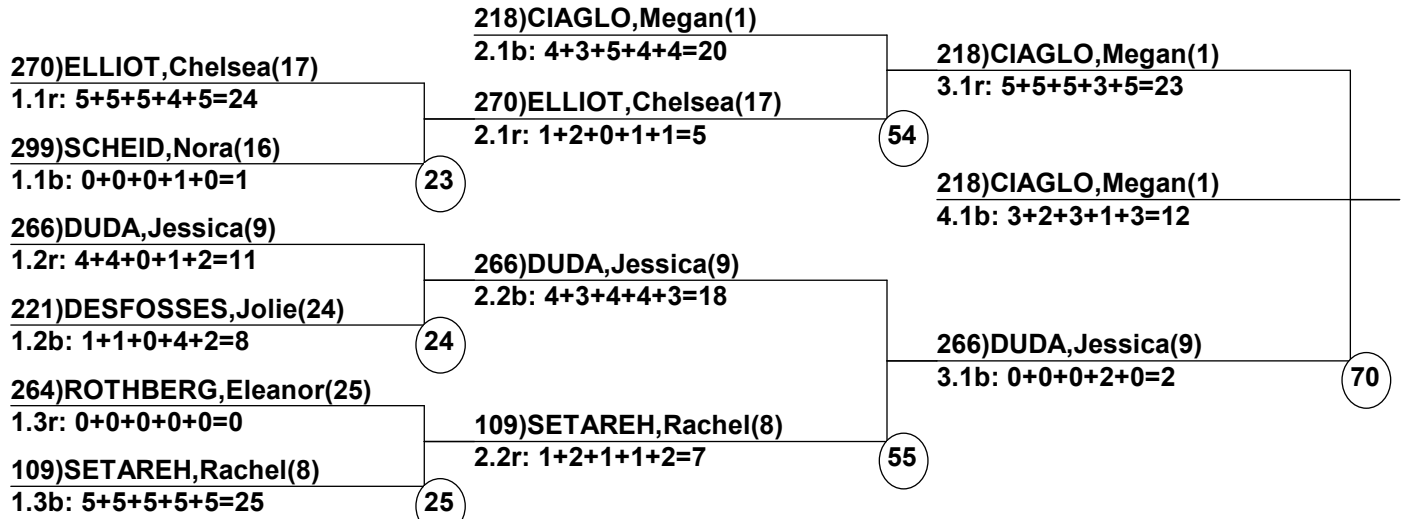 270)ELLIOT,Chelsea(17)
1.1r: 5+5+5+4+5=24
299)SCHEID,Nora(16)
1.1b: 0+0+0+1+0=1
23
266)DUDA,Jessica(9)
1.2r: 4+4+0+1+2=11
221)DESFOSSES,Jolie(24)
1.2b: 1+1+0+4+2=8
24
264)ROTHBERG,Eleanor(25)
1.3r: 0+0+0+0+0=0
109)SETAREH,Rachel(8)
1.3b: 5+5+5+5+5=25
25
218)CIAGLO,Megan(1)
2.1b: 4+3+5+4+4=20
270)ELLIOT,Chelsea(17)
2.1r: 1+2+0+1+1=5
54
266)DUDA,Jessica(9)
2.2b: 4+3+4+4+3=18
109)SETAREH,Rachel(8)
2.2r: 1+2+1+1+2=7
55
218)CIAGLO,Megan(1)
3.1r: 5+5+5+3+5=23
218)CIAGLO,Megan(1)
4.1b: 3+2+3+1+3=12
266)DUDA,Jessica(9)
3.1b: 0+0+0+2+0=2
70